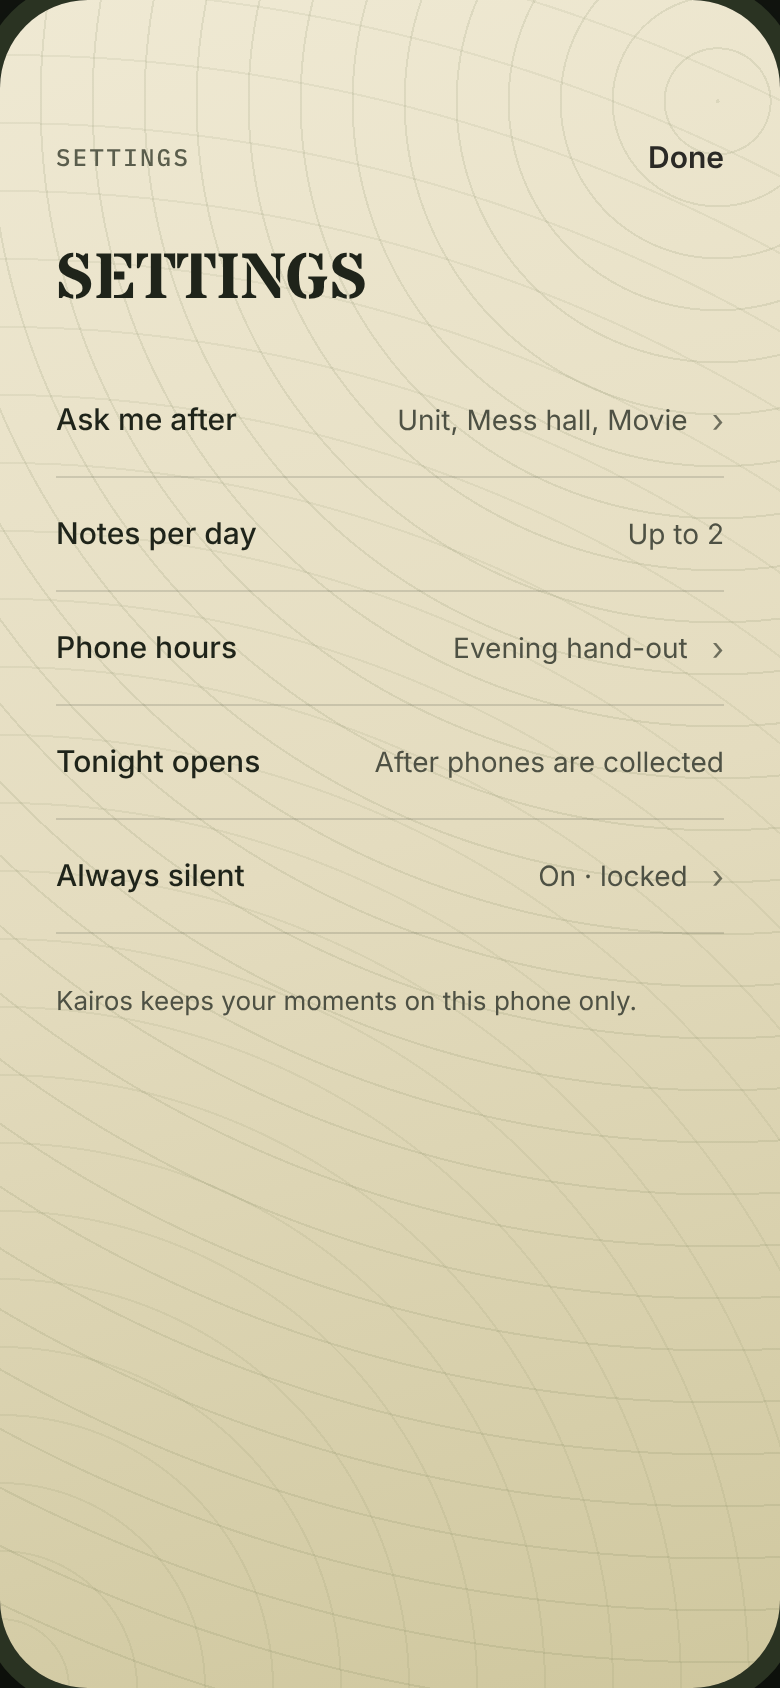 SETTINGS
Done
SETTINGS
Ask me after
Unit, Mess hall, Movie ›
Notes per day
Up to 2
Phone hours
Evening hand-out ›
Tonight opens
After phones are collected
Always silent
On · locked ›
Kairos keeps your moments on this phone only.